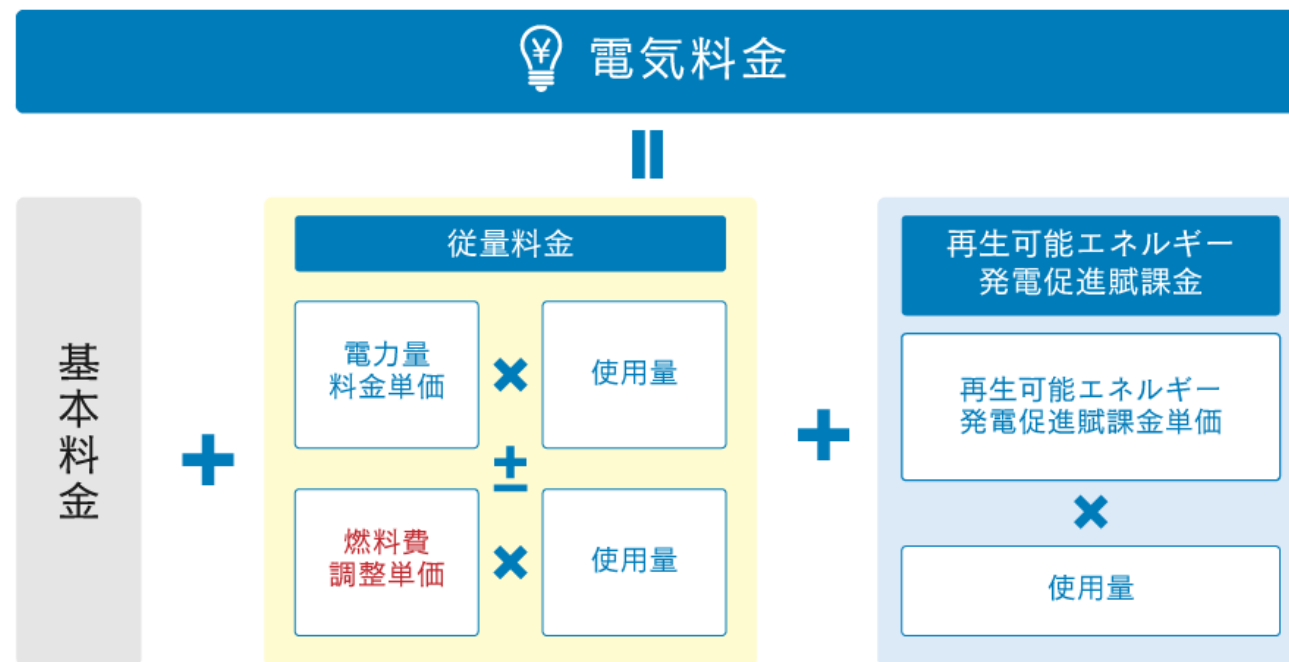 電気料金
基本料金
+
従量料金
電力量
料金単価
×
使用量
±
燃料費
調整単価
×
使用量
+
再生可能エネルギー
発電促進賦課金
再生可能エネルギー
発電促進賦課金単価
×
使用量